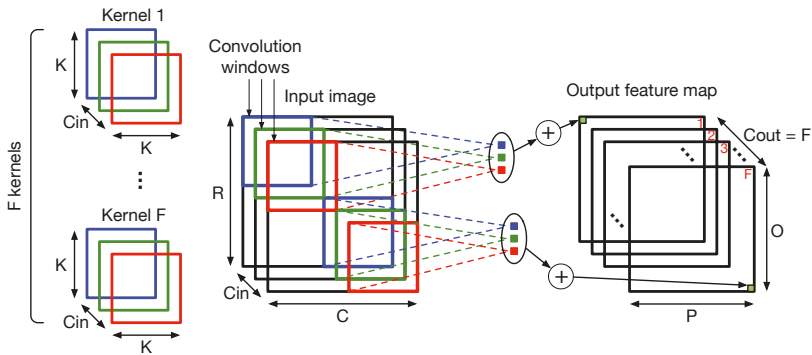 Kernel 1
K
Cin
K
F kernels
Kernel F
K
Cin
K
Convolution
windows
Input image
R
Cin
C
+
+
Output feature map
1
2
3
F
Cout = F
O
P